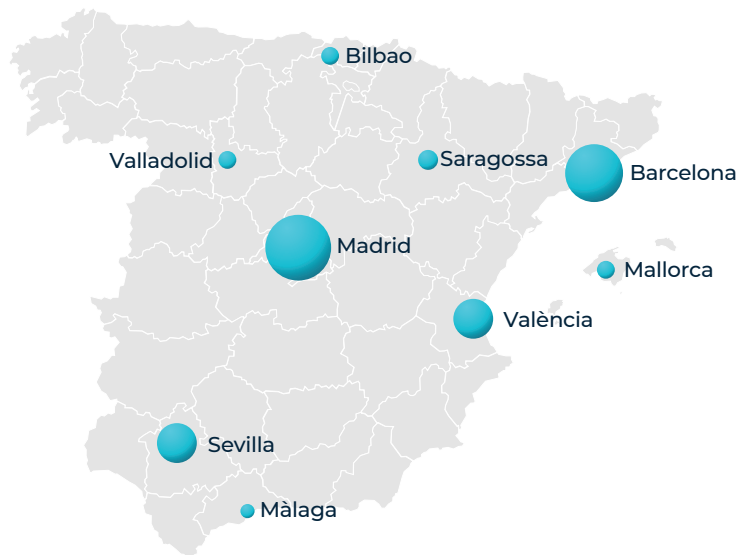 Bilbao
Valladolid
Saragossa
Barcelona
Madrid
Mallorca
València
Sevilla
Màlaga